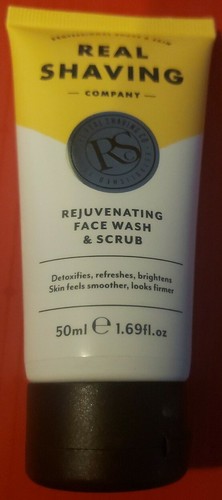 REAL
SHAVING
— COMPANY —
RS
REJUVENATING
FACE WASH
& SCRUB
Detoxifies, refreshes, brightens
Skin feels smoother, looks firmer
50ml ℮ 1.69fl.oz